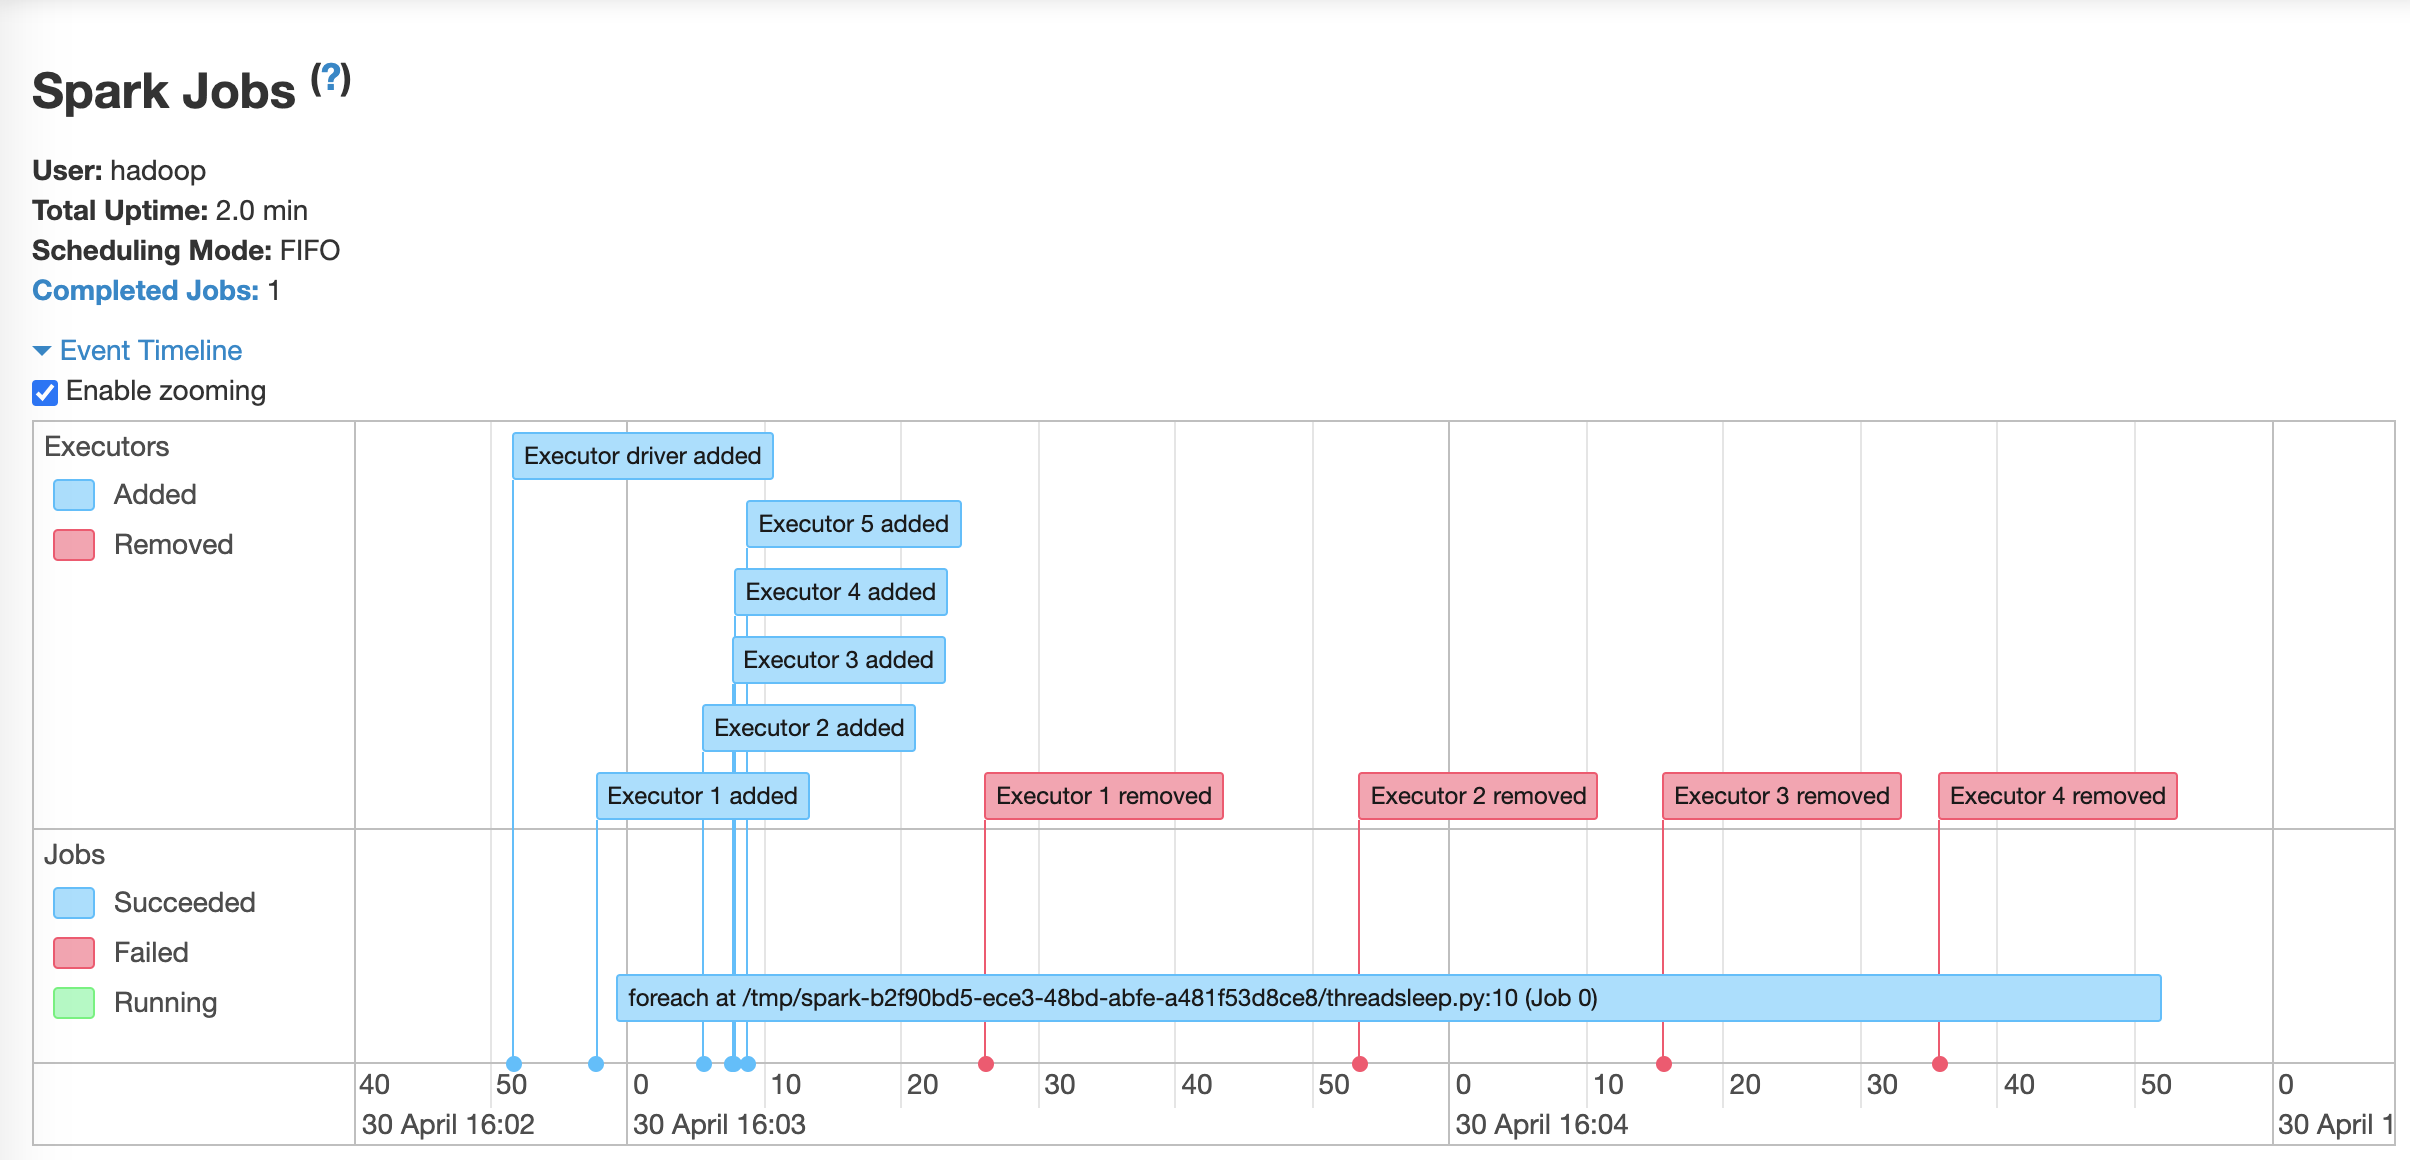 Spark Jobs (?)
User: hadoop
Total Uptime: 2.0 min
Scheduling Mode: FIFO
Completed Jobs: 1
Event Timeline
Enable zooming
Executors
Added
Removed
Executor driver added
Executor 5 added
Executor 4 added
Executor 3 added
Executor 2 added
Executor 1 added
Executor 1 removed
Executor 2 removed
Executor 3 removed
Executor 4 removed
Jobs
Succeeded
Failed
Running
foreach at /tmp/spark-b2f90bd5-ece3-48bd-abfe-a481f53d8ce8/threadsleep.py:10 (Job 0)
40 50 0 10 20 30 40 50 0 10 20 30 40 50 0
30 April 16:02 30 April 16:03 30 April 16:04 30 April 1